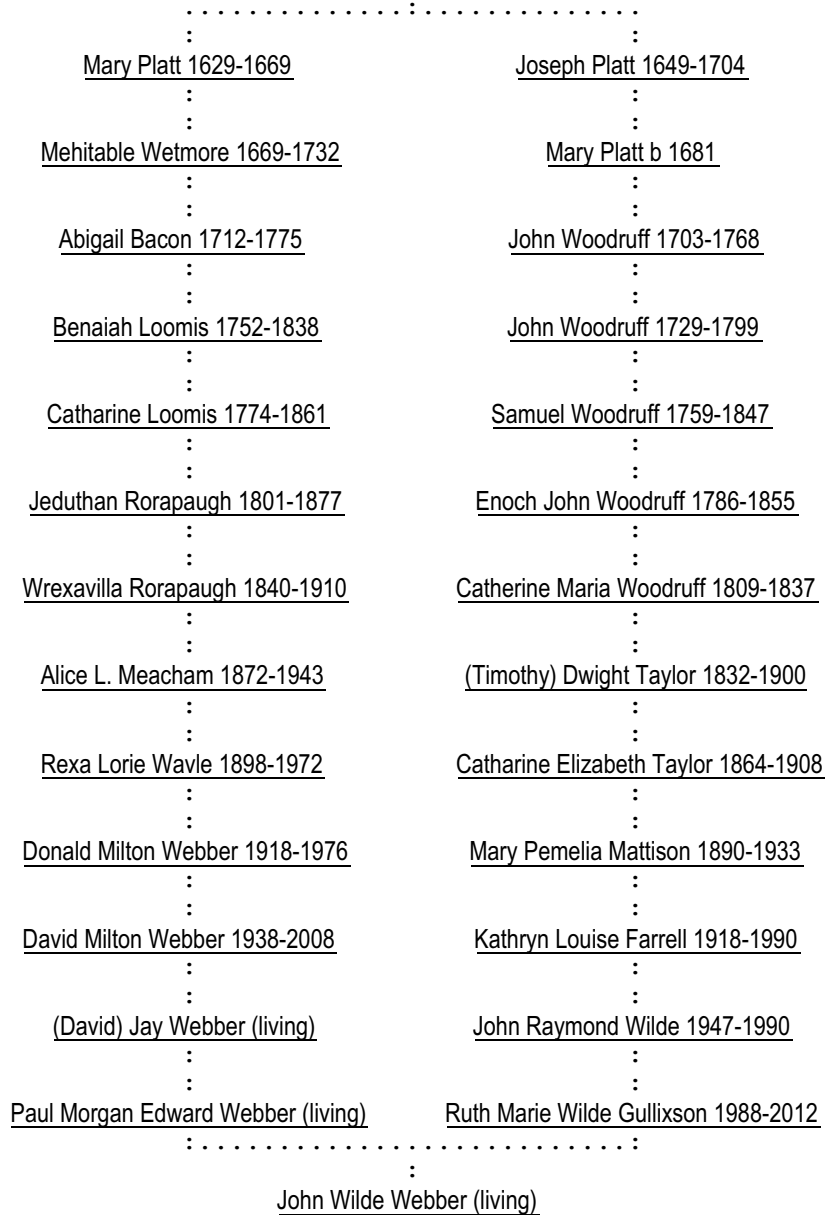 Mary Platt 1629-1669 Joseph Platt 1649-1704
Mehitable Wetmore 1669-1732 Mary Platt b 1681
Abigail Bacon 1712-1775 John Woodruff 1703-1768
Benaiah Loomis 1752-1838 John Woodruff 1729-1799
Catharine Loomis 1774-1861 Samuel Woodruff 1759-1847
Jeduthan Rorapaugh 1801-1877 Enoch John Woodruff 1786-1855
Wrexavilla Rorapaugh 1840-1910 Catherine Maria Woodruff 1809-1837
Alice L. Meacham 1872-1943 (Timothy) Dwight Taylor 1832-1900
Rexa Lorie Wavle 1898-1972 Catharine Elizabeth Taylor 1864-1908
Donald Milton Webber 1918-1976 Mary Pemelia Mattison 1890-1933
David Milton Webber 1938-2008 Kathryn Louise Farrell 1918-1990
(David) Jay Webber (living) John Raymond Wilde 1947-1990
Paul Morgan Edward Webber (living) Ruth Marie Wilde Gullixson 1988-2012
John Wilde Webber (living)